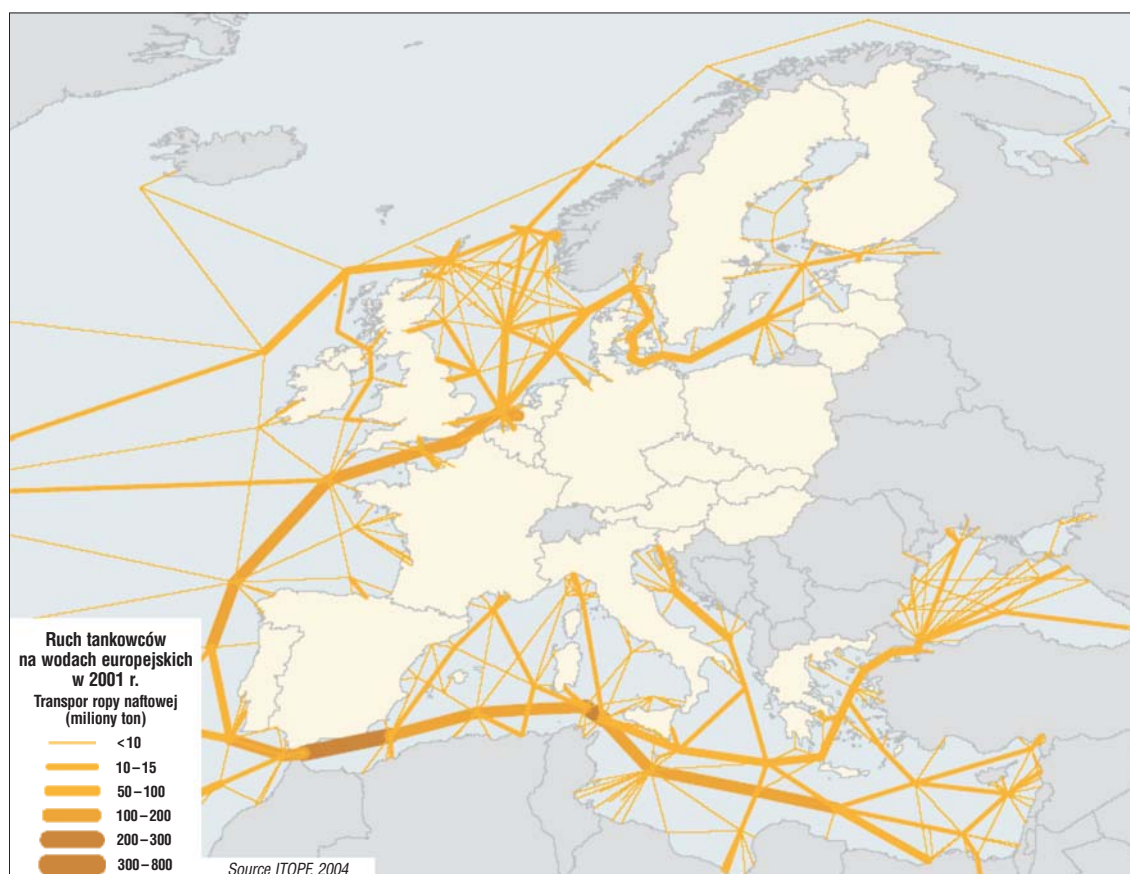 Ruch tankowców
na wodach europejskich
w 2001 r.
Transpor ropy naftowej
(miliony ton)
<10
10–15
50–100
100–200
200–300
300–800
Source ITOPF, 2004